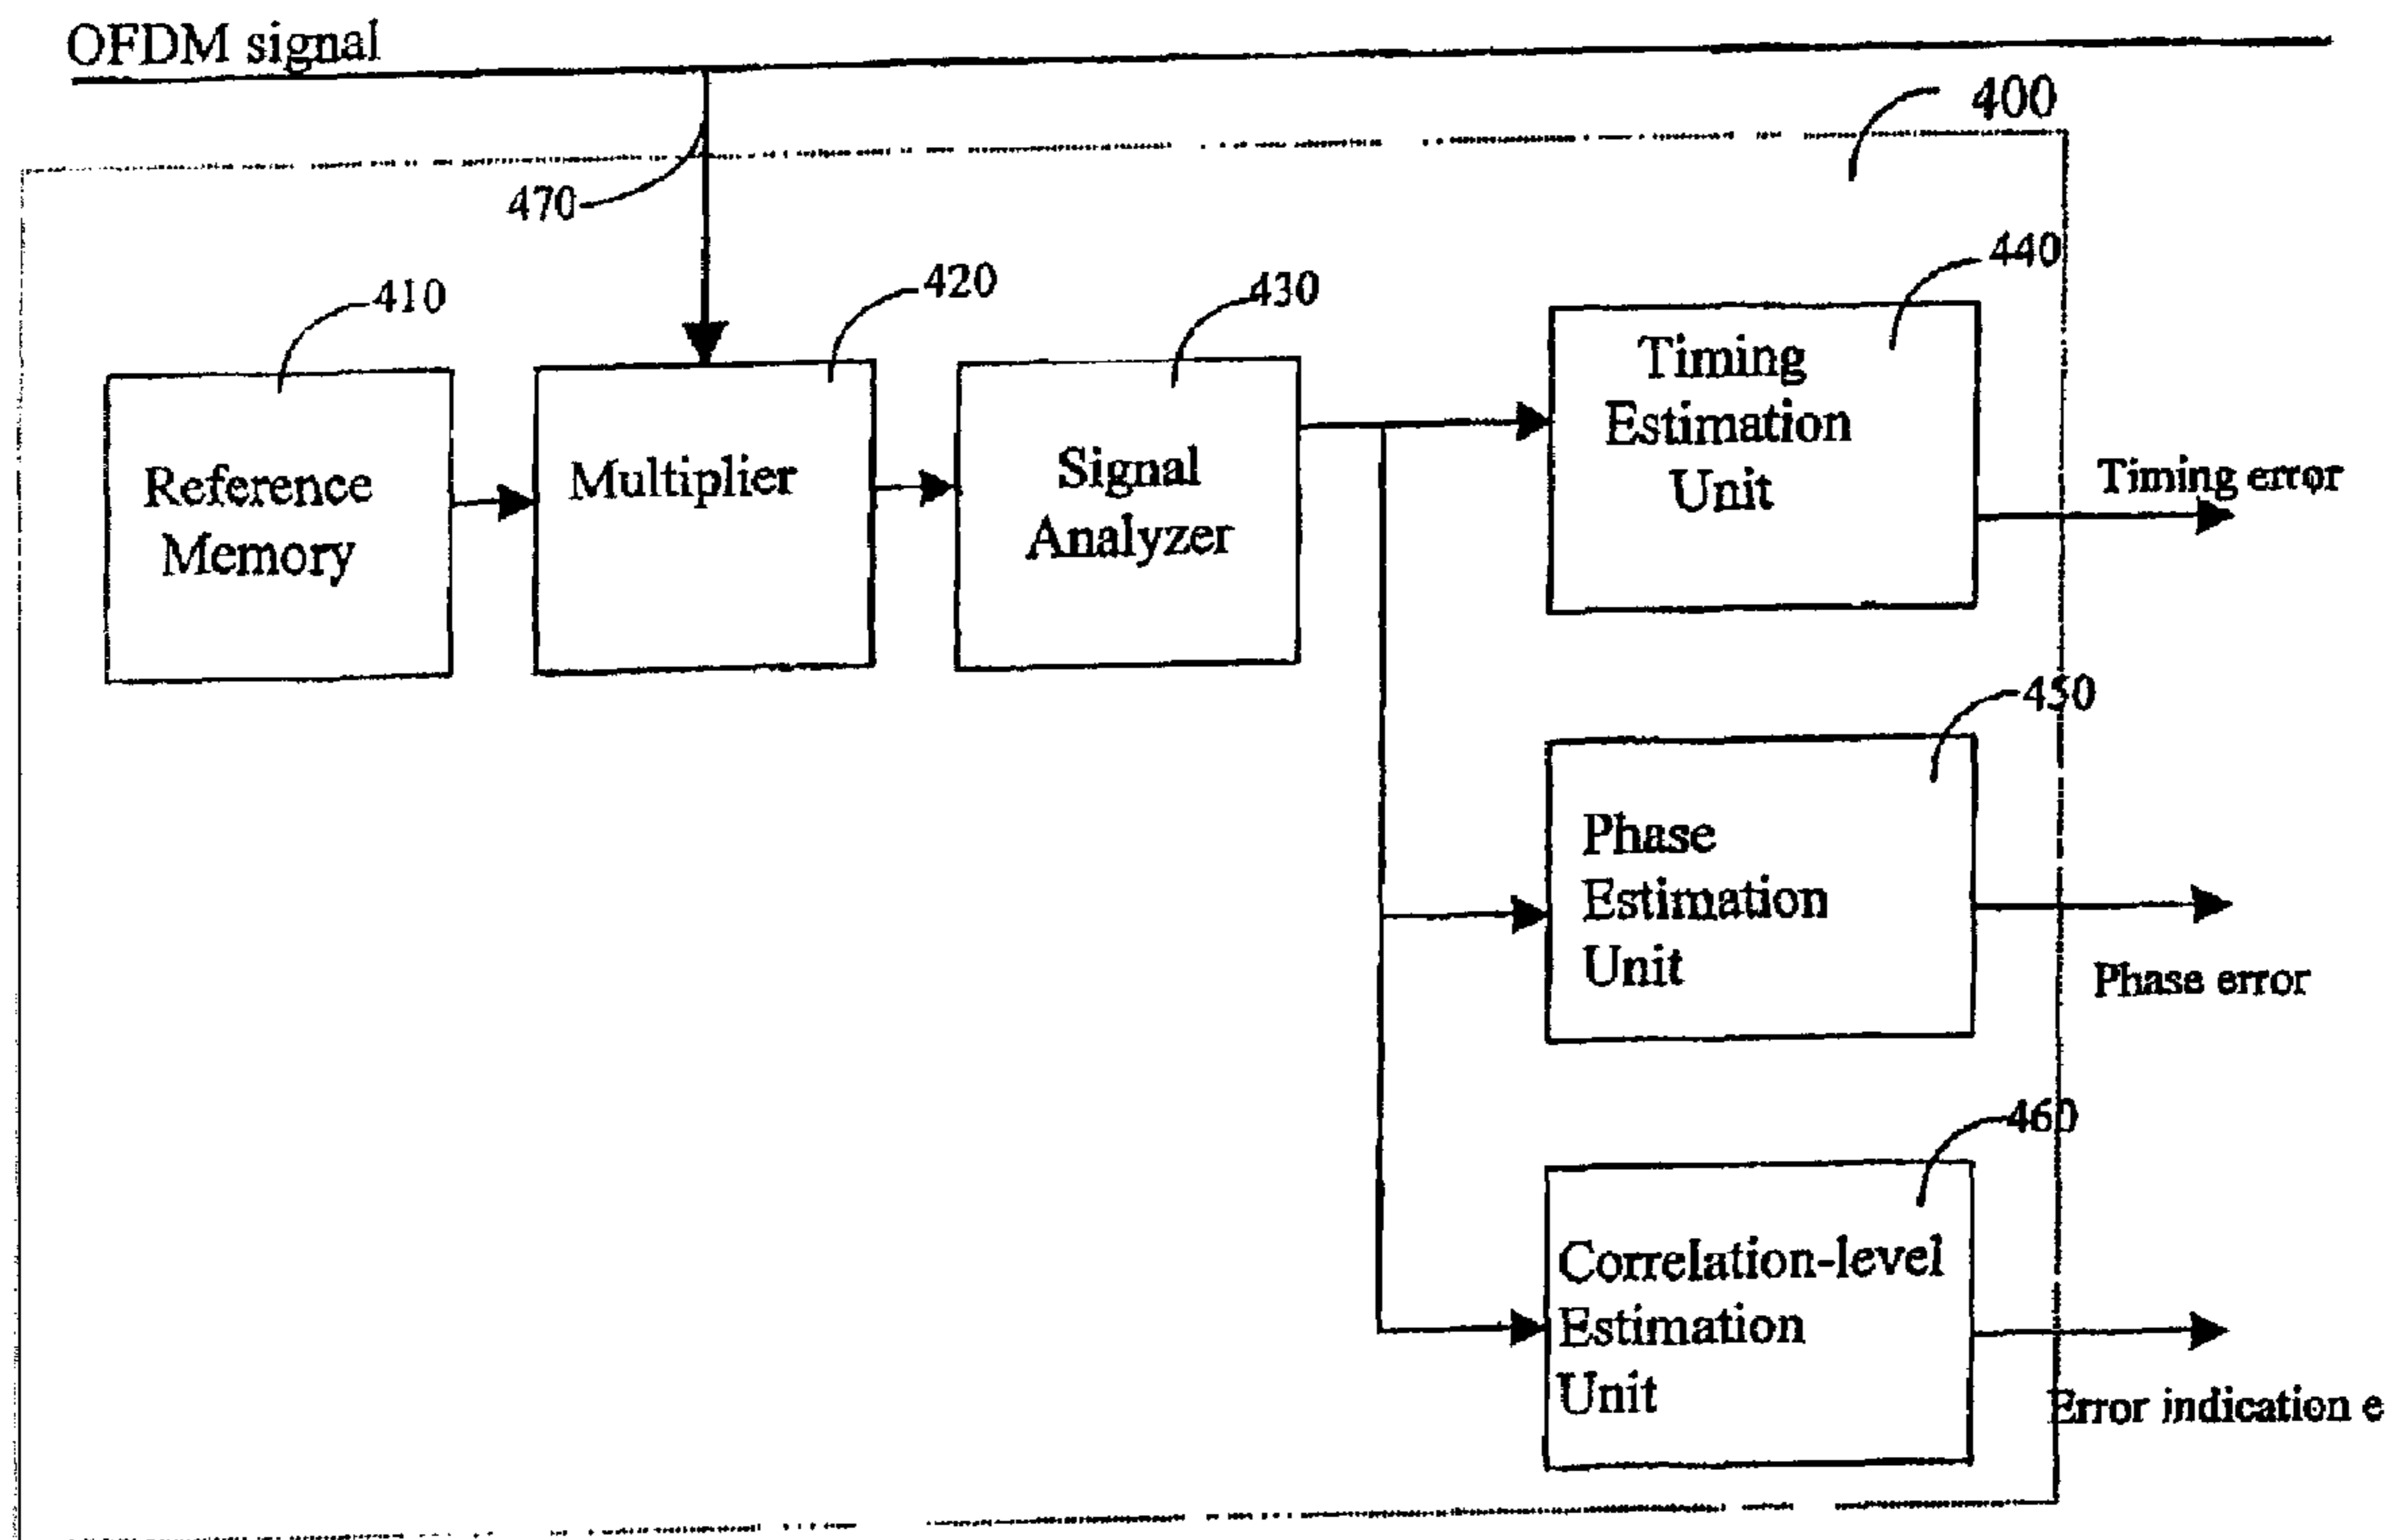 OFDM signal
400
470
440
410
420
430
Timing
Estimation
Unit
Reference
Memory
Multiplier
Signal
Analyzer
Timing error
450
Phase
Estimation
Unit
Phase error
460
Correlation-level
Estimation
Unit
Error indication e